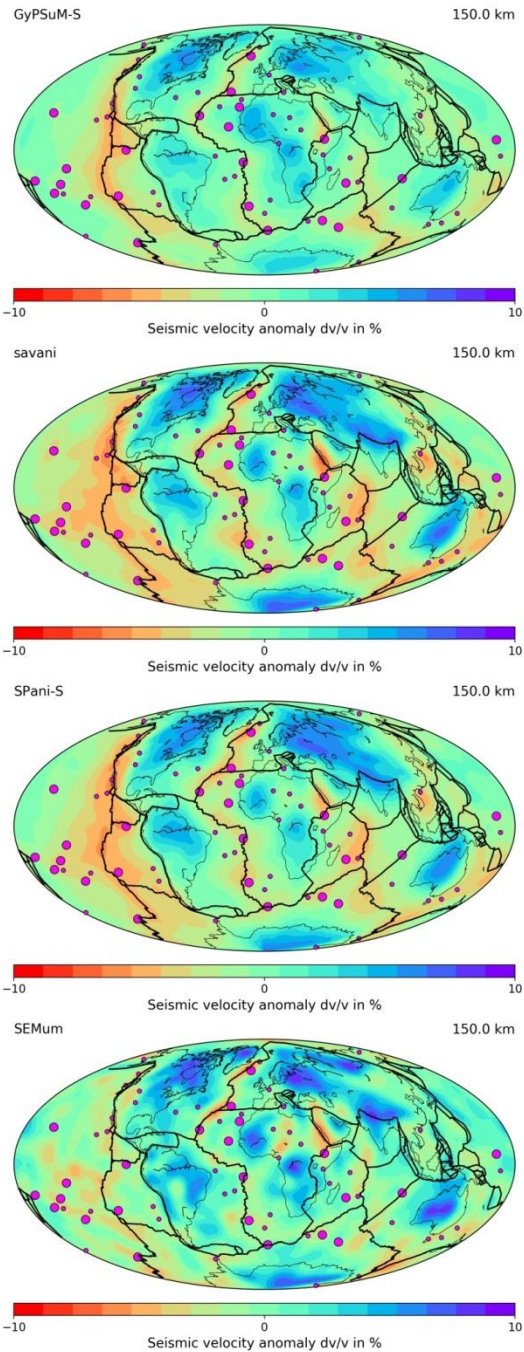 GyPSuM-S 150.0 km
−10 0 10
Seismic velocity anomaly dv/v in %
savani 150.0 km
−10 0 10
Seismic velocity anomaly dv/v in %
SPani-S 150.0 km
−10 0 10
Seismic velocity anomaly dv/v in %
SEMum 150.0 km
−10 0 10
Seismic velocity anomaly dv/v in %